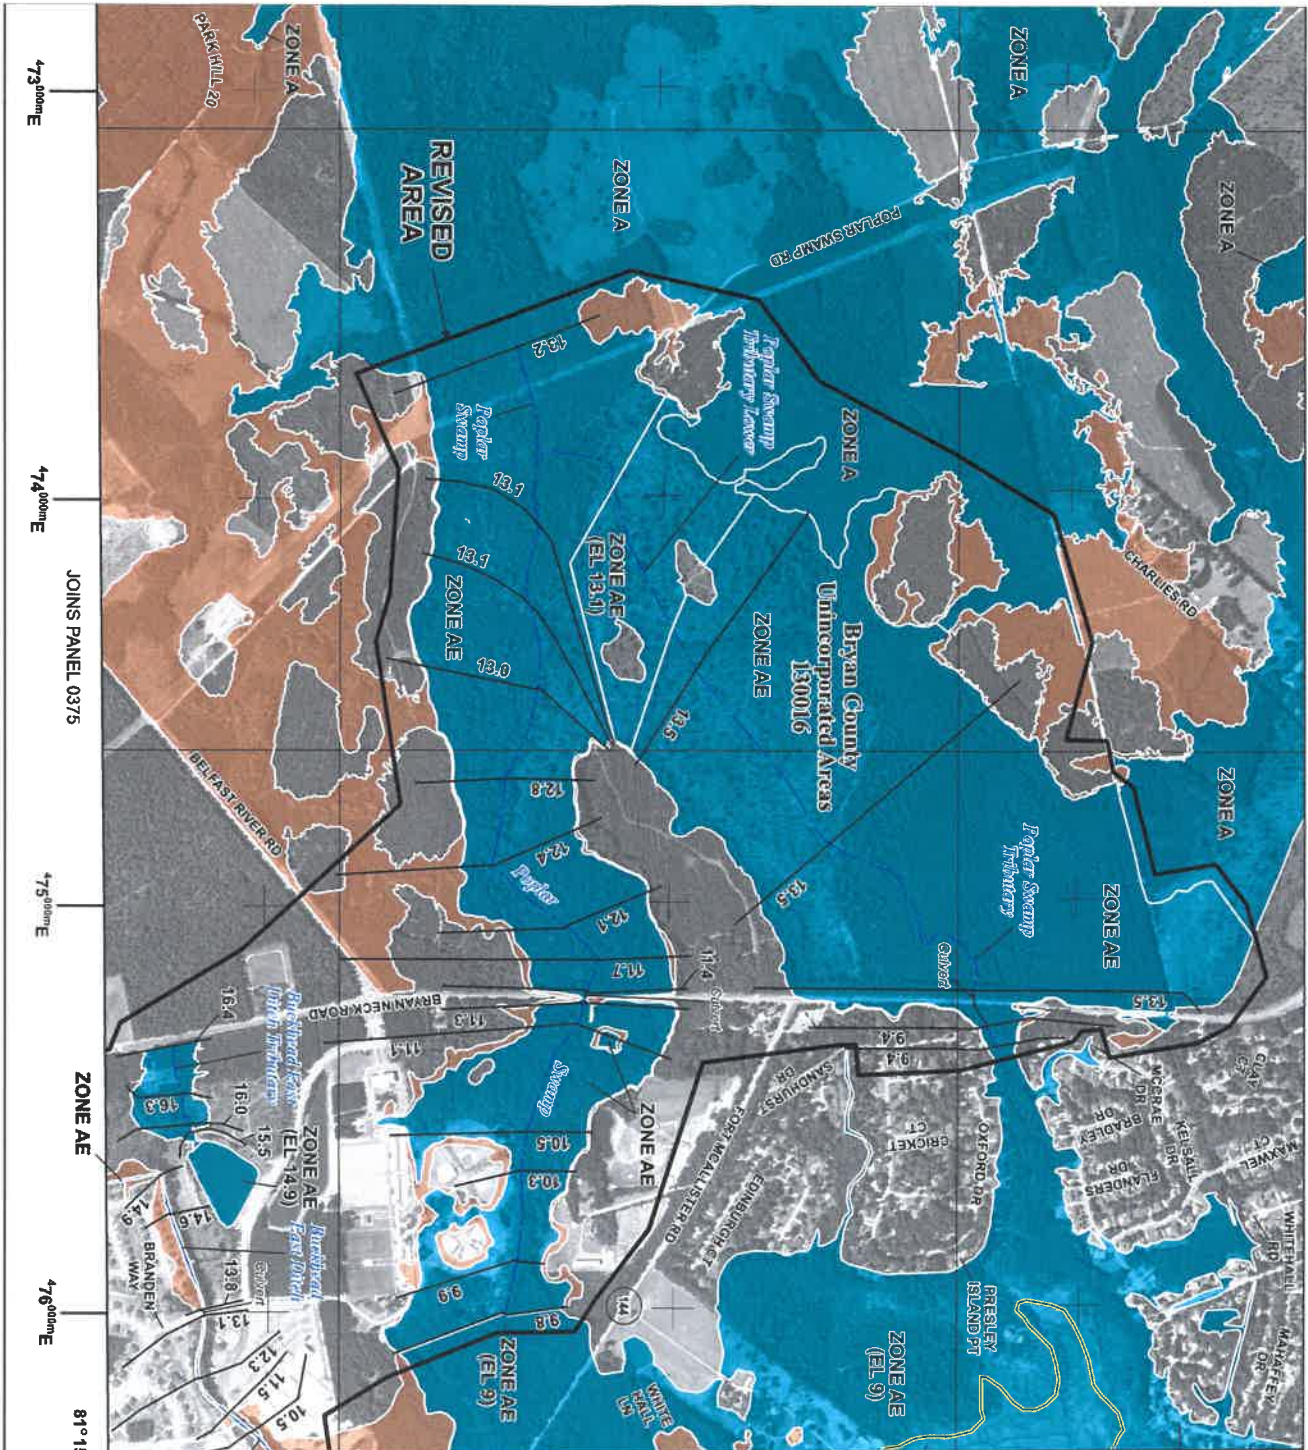 ZONE A
PARK HILL 20
ZONE A
ZONE A
ZONE A
473000mE
REVISED
AREA
POPLAR SWAMP RD
13.2
Poplar Swamp
Tributary Lower
ZONE A
Poplar
Swamp
474000mE
13.1
13.1
ZONE AE
(EL 13.1)
ZONE AE
ZONE AE
Bryan County
Unincorporated Areas
130016
CHARLIES RD
JOINS PANEL 0375
13.0
13.5
BELFAST RIVER RD
12.8
12.4
ZONE A
Poplar Swamp
Tributary
ZONE AE
475000mE
Poplar
12.1
13.5
11.7
11.4
Culvert
Culvert
13.5
BRYAN NECK ROAD
11.3
11.1
9.4
9.4
16.4
Buckhead East
Ditch Tributary
Swamp
SANDHURST
DR
CRICKET
CT
OXFORD DR
MCCRAE
DR
BRADLEY
DR
KELSALL
DR
FLANDERS
DR
CLAY
CT
MAXWEL
CT
ZONE AE
16.3
16.0
15.5
ZONE AE
(EL 14.9)
ZONE AE
10.5
10.3
FORT MCALLISTER RD
EDINBURGH CT
WHITEHALL
RD
14.9
14.6
Buckhead
East Ditch
13.8
Culvert
13.1
BRANDEN
WAY
9.9
9.8
144
PRESLEY
ISLAND PT
MAHAFFEY
DR
476000mE
12.3
11.5
10.5
ZONE AE
(EL 9)
ZONE AE
(EL 9)
WHITE
HALL
LN